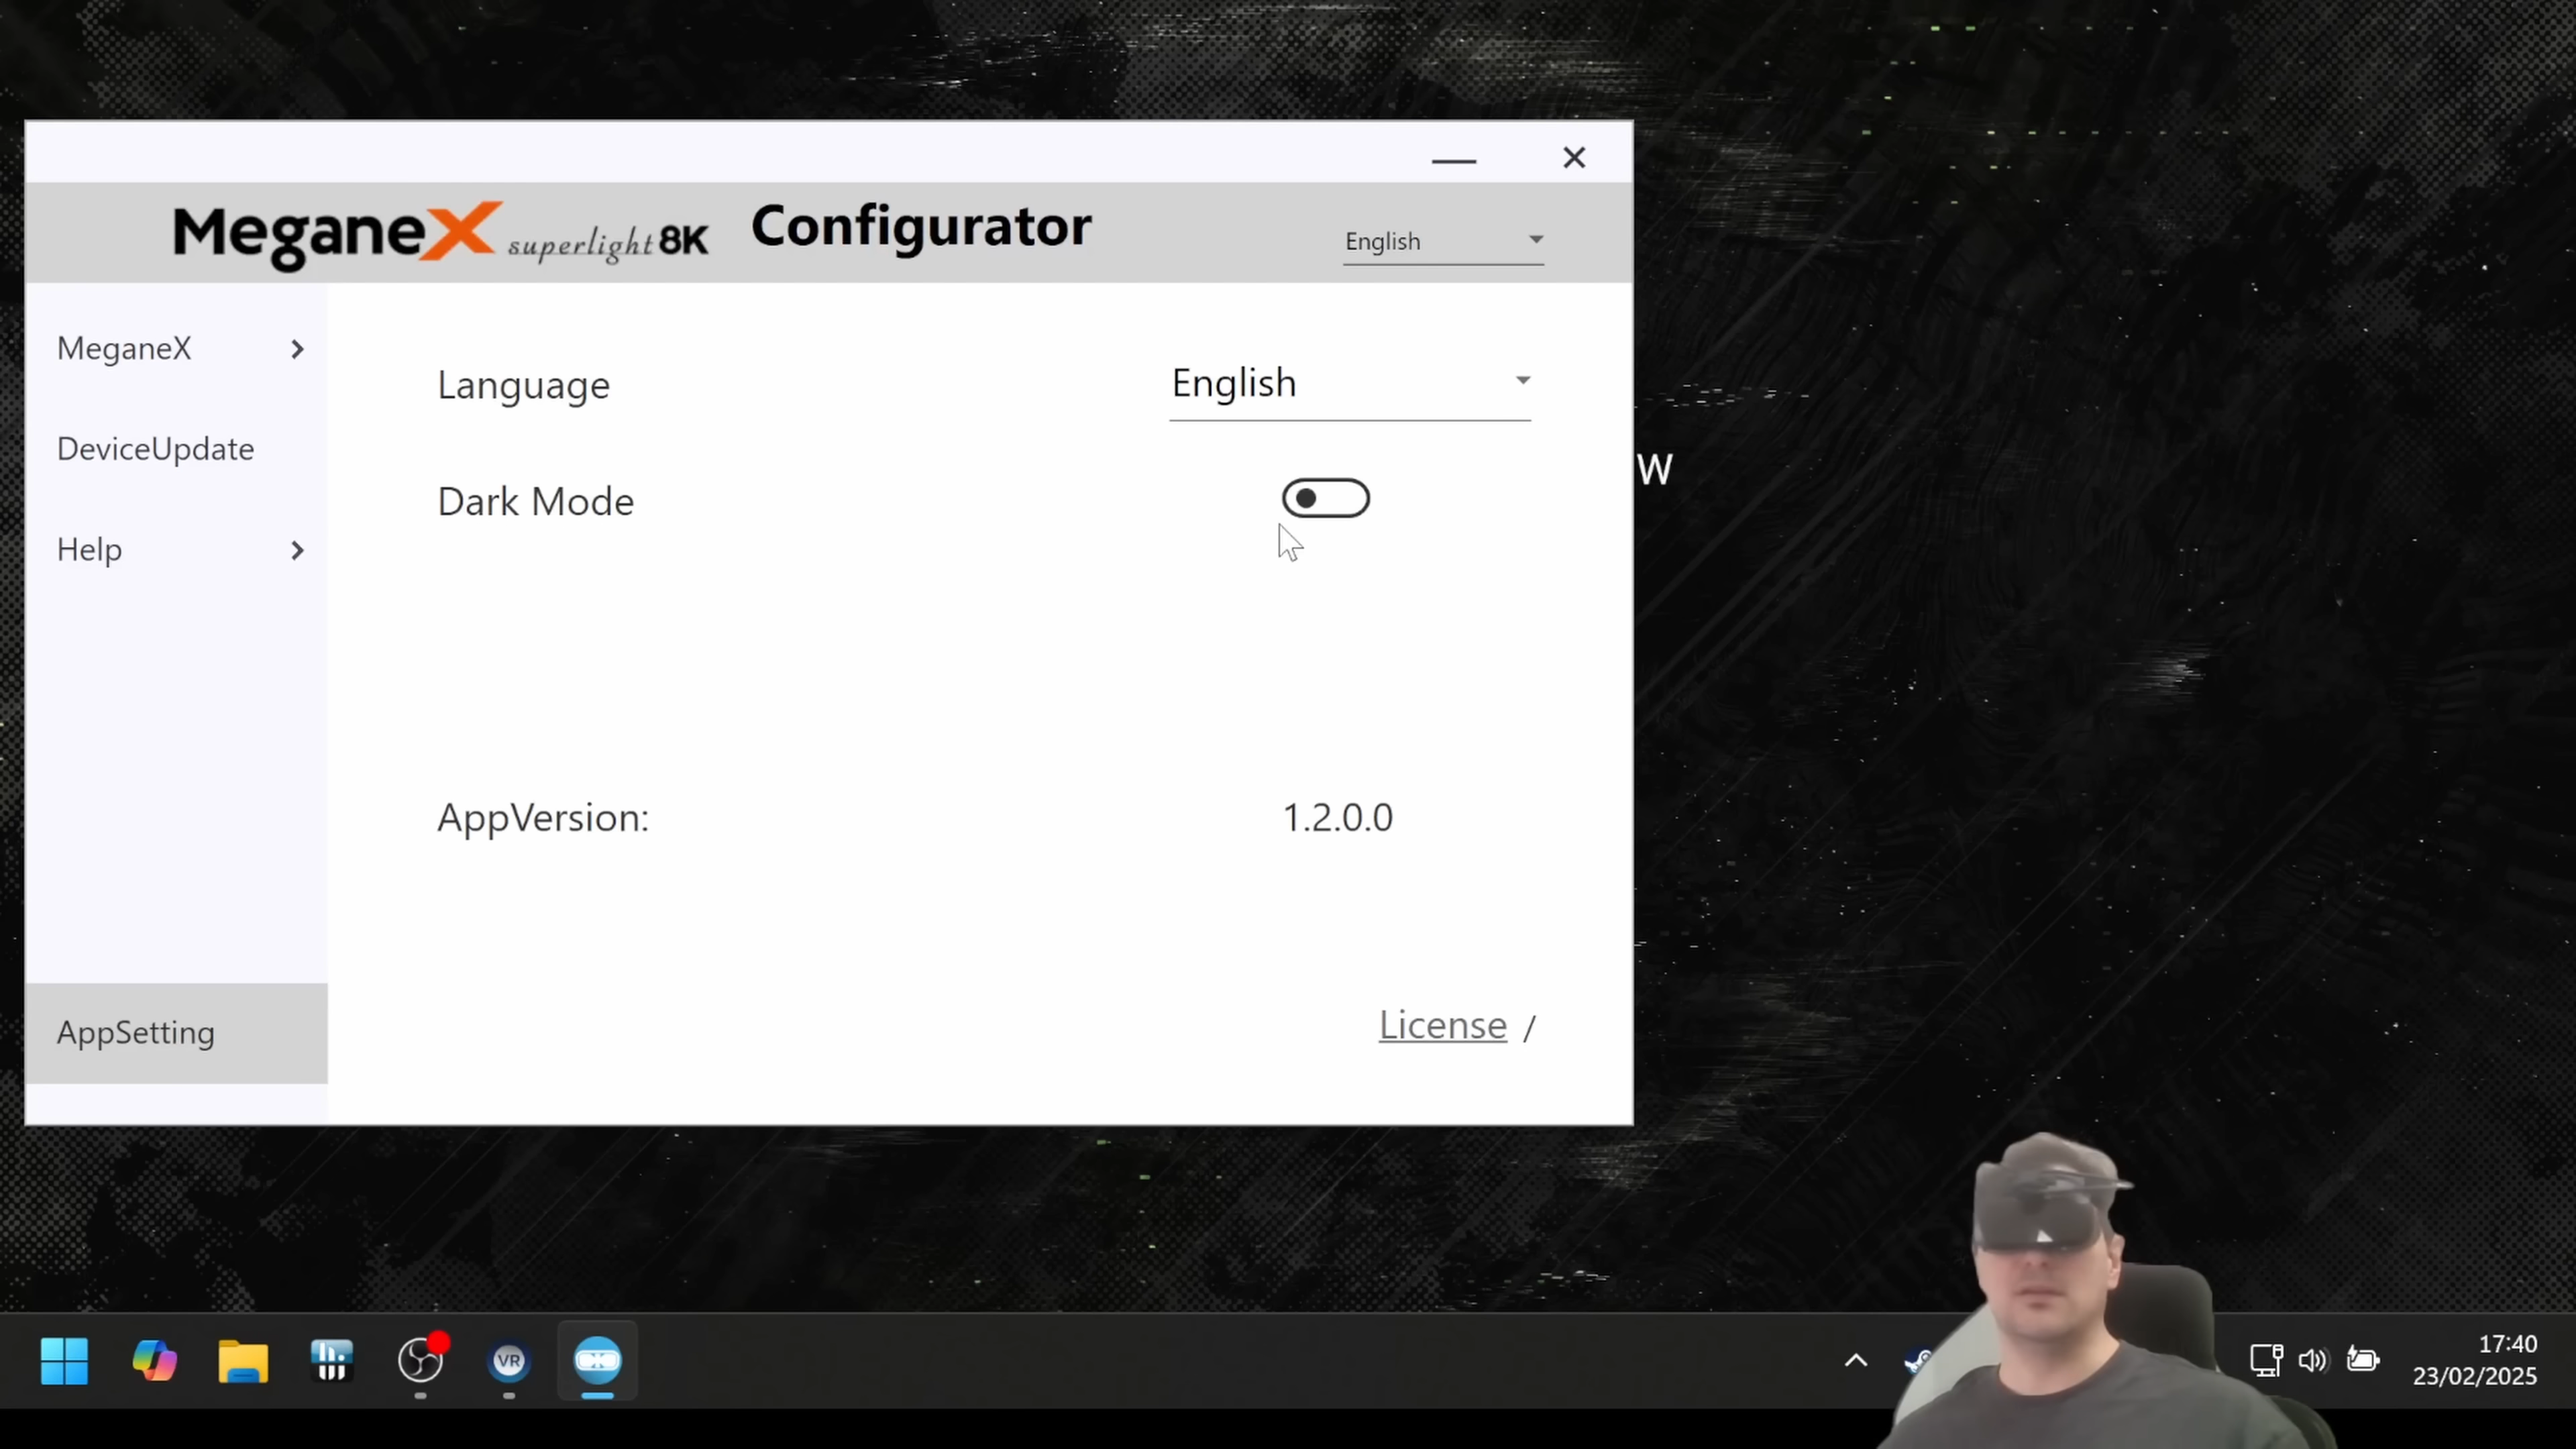 MeganeX superlight 8K Configurator
English
MeganeX
DeviceUpdate
Help
AppSetting
Language
English
Dark Mode
AppVersion:
1.2.0.0
License /
W
VR
17:40
23/02/2025